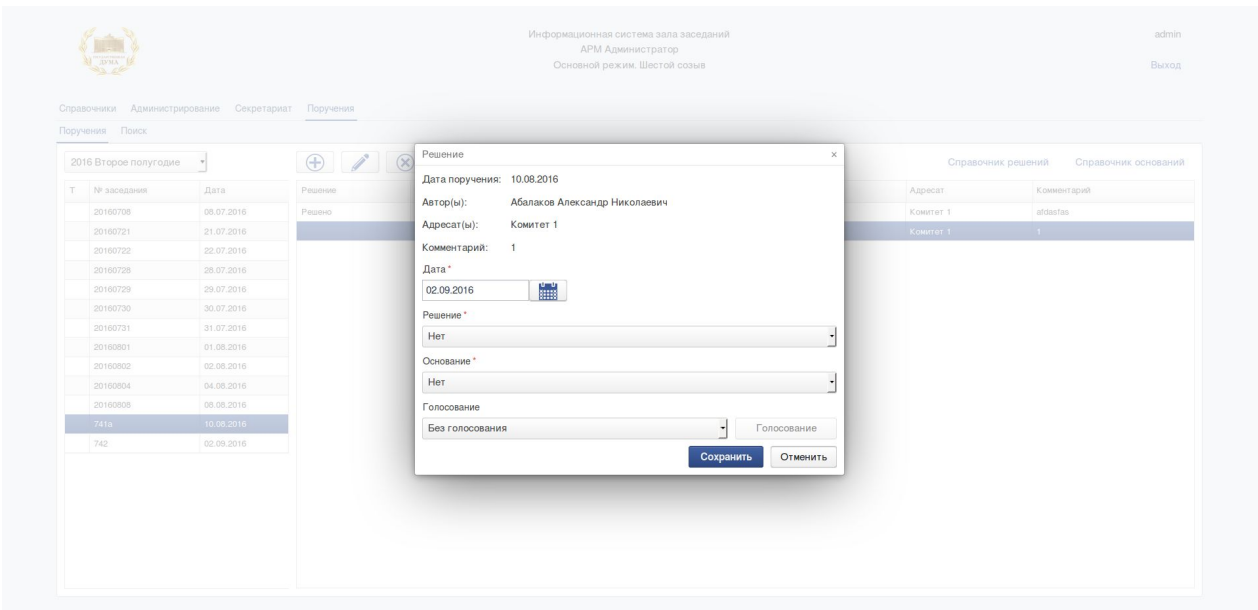 Информационная система зала заседаний
АРМ Администратор
Основной режим. Шестой созыв
admin
Выход
ДУМА
Справочники Администрирование Секретариат Поручения
Поручения Поиск
2016 Второе полугодие
Справочник решений Справочник оснований
Т № заседания Дата
20160708 08.07.2016
20160721 21.07.2016
20160722 22.07.2016
20160728 28.07.2016
20160729 29.07.2016
20160730 30.07.2016
20160731 31.07.2016
20160801 01.08.2016
20160802 02.08.2016
20160804 04.08.2016
20160808 08.08.2016
741a 10.08.2016
742 02.09.2016
Решение Адресат Комментарий
Решено Комитет 1 afdastas
Комитет 1 1
Решение x
Дата поручения: 10.08.2016
Автор(ы): Абалаков Александр Николаевич
Адресат(ы): Комитет 1
Комментарий: 1
Дата *
02.09.2016
Решение *
Нет
Основание *
Нет
Голосование
Без голосования Голосование
Сохранить Отменить